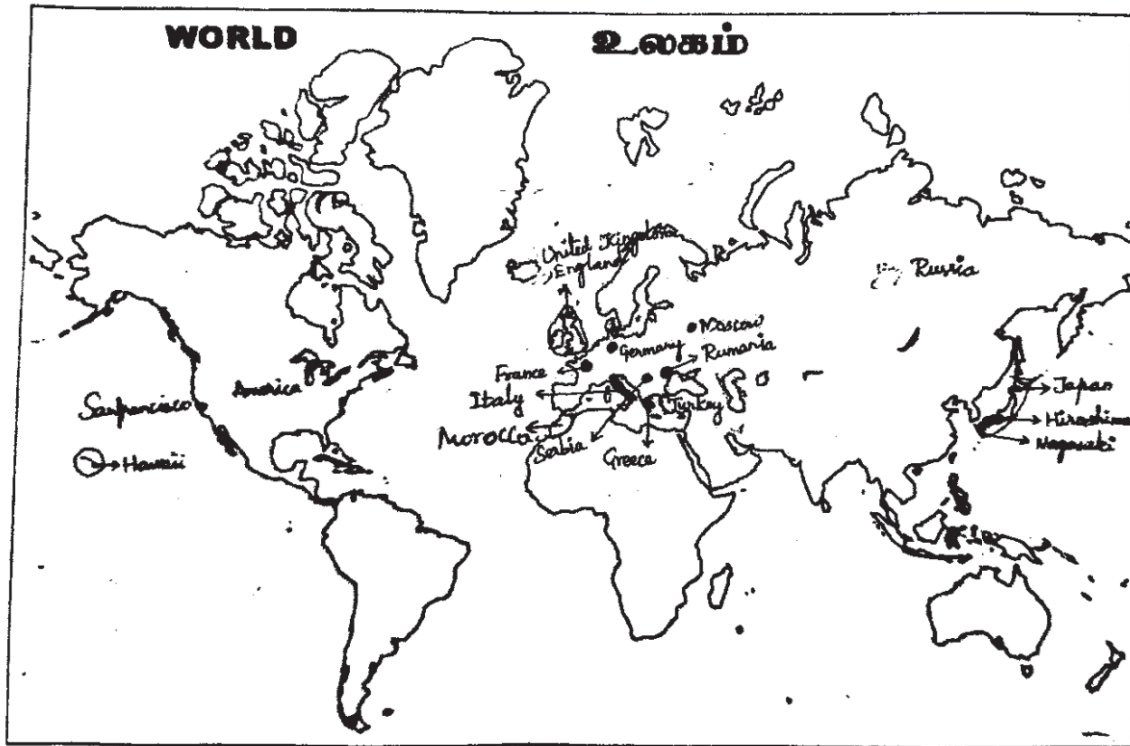 WORLD
உலகம்
United Kingdom
England
Russia
Moscow
Germany
Rumania
France
America
Italy
Japan
Sanfrancisco
Turkey
Hiroshima
Morocco
Nagasaki
Serbia
Greece
Hawaii